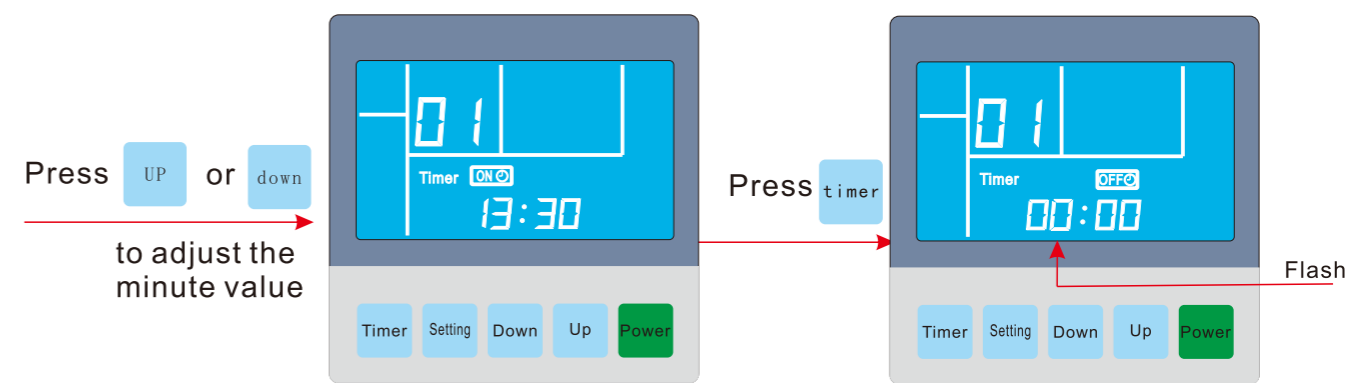 Press UP or down
to adjust the
minute value
01
Timer ON
13:30
Timer Setting Down Up Power
Press timer
01
Timer OFF
00:00
Flash
Timer Setting Down Up Power